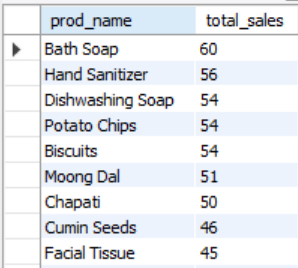 prod_name total_sales
Bath Soap 60
Hand Sanitizer 56
Dishwashing Soap 54
Potato Chips 54
Biscuits 54
Moong Dal 51
Chapati 50
Cumin Seeds 46
Facial Tissue 45